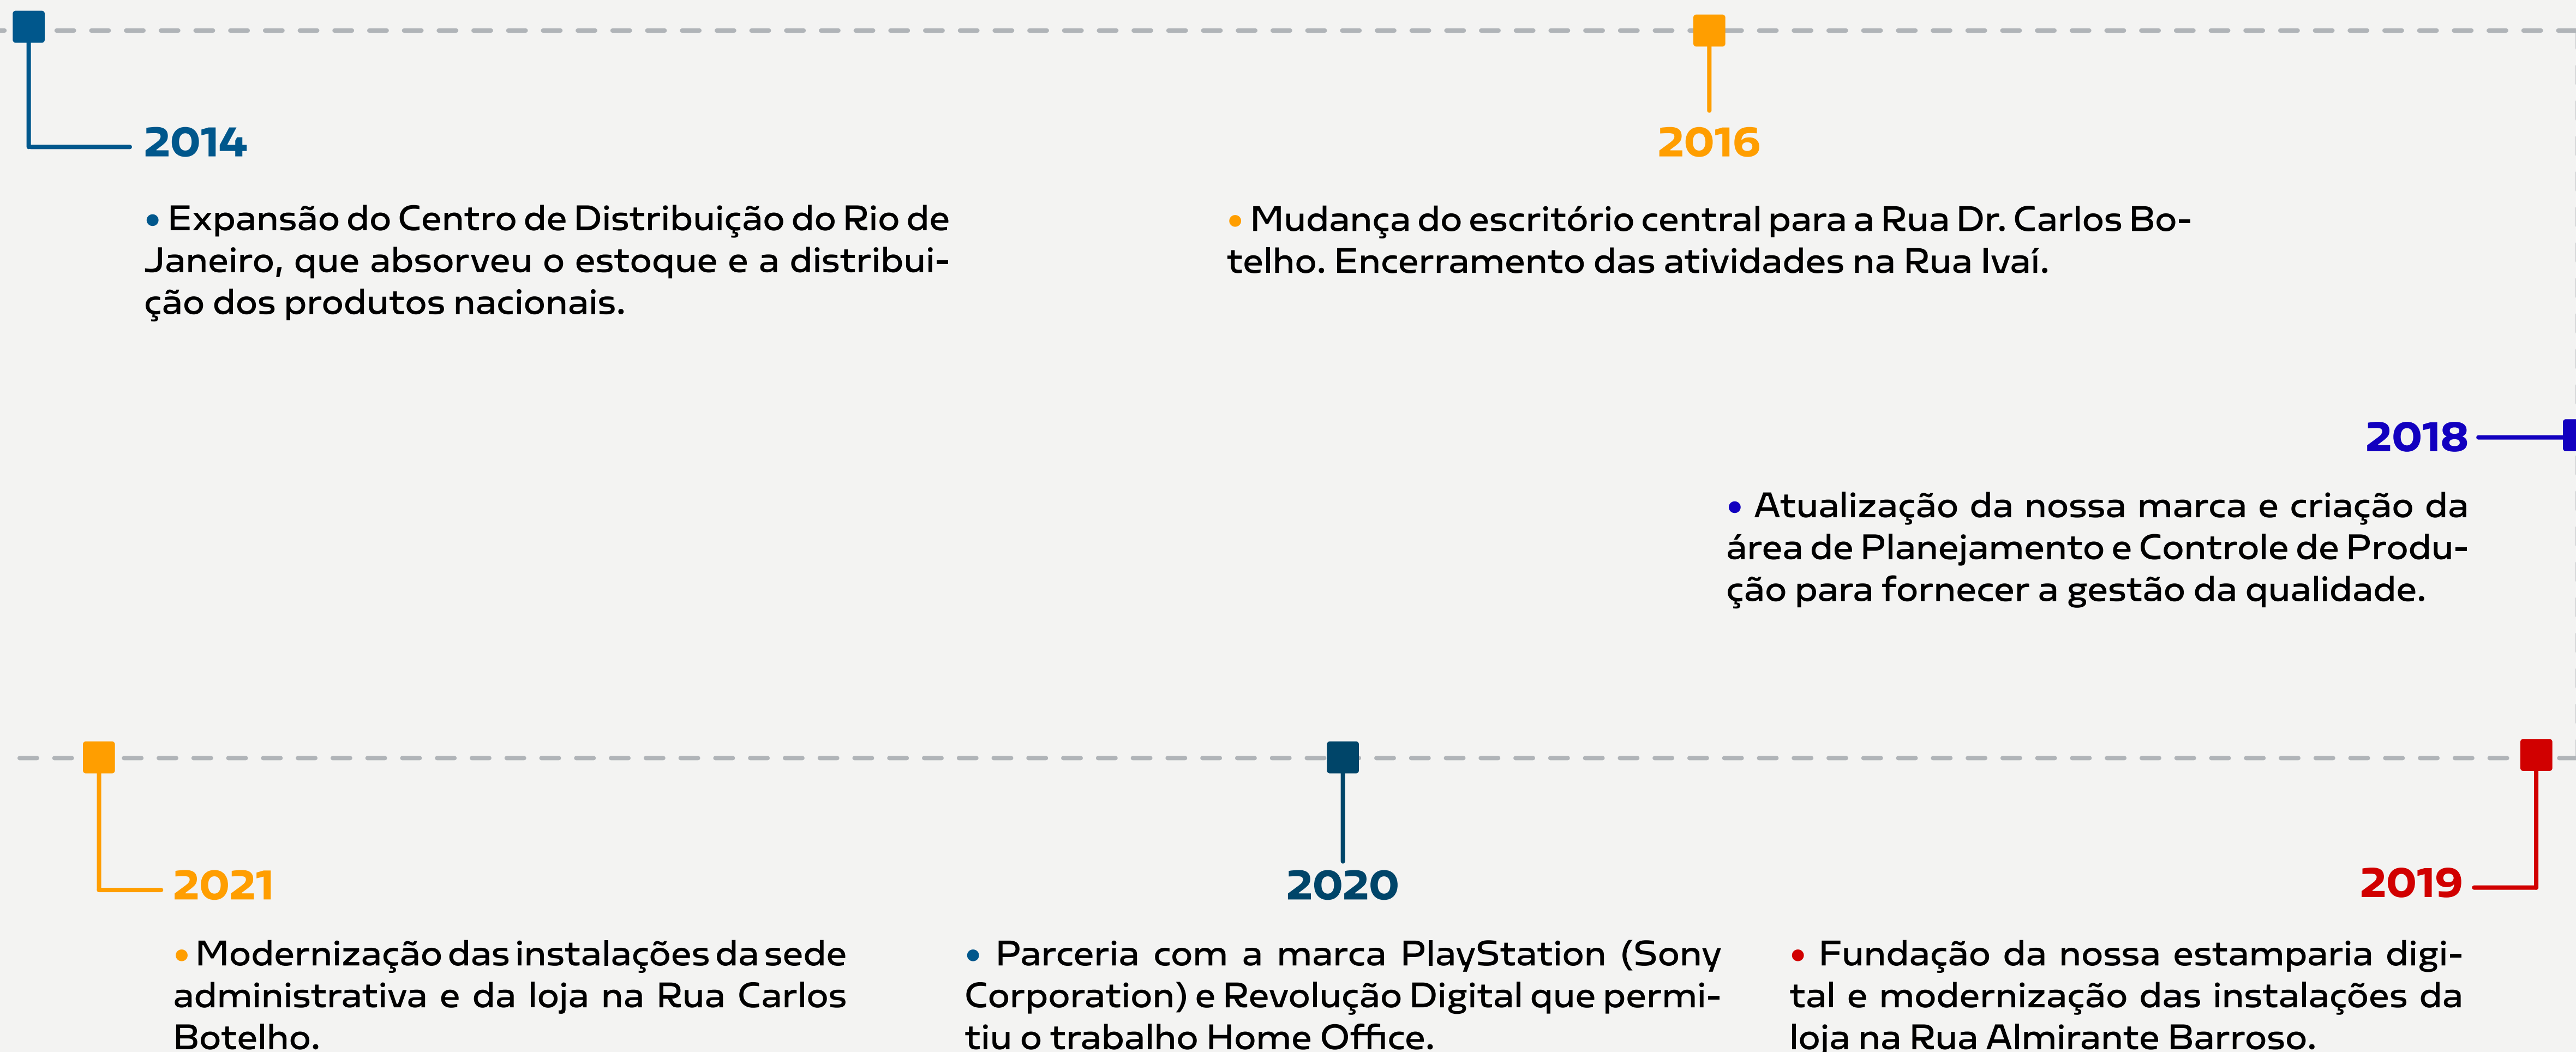 2014
• Expansão do Centro de Distribuição do Rio de
Janeiro, que absorveu o estoque e a distribui-
ção dos produtos nacionais.
2016
• Mudança do escritório central para a Rua Dr. Carlos Bo-
telho. Encerramento das atividades na Rua Ivaí.
2018
• Atualização da nossa marca e criação da
área de Planejamento e Controle de Produ-
ção para fornecer a gestão da qualidade.
2021
• Modernização das instalações da sede
administrativa e da loja na Rua Carlos
Botelho.
2020
• Parceria com a marca PlayStation (Sony
Corporation) e Revolução Digital que permi-
tiu o trabalho Home Office.
2019
• Fundação da nossa estamparia digi-
tal e modernização das instalações da
loja na Rua Almirante Barroso.